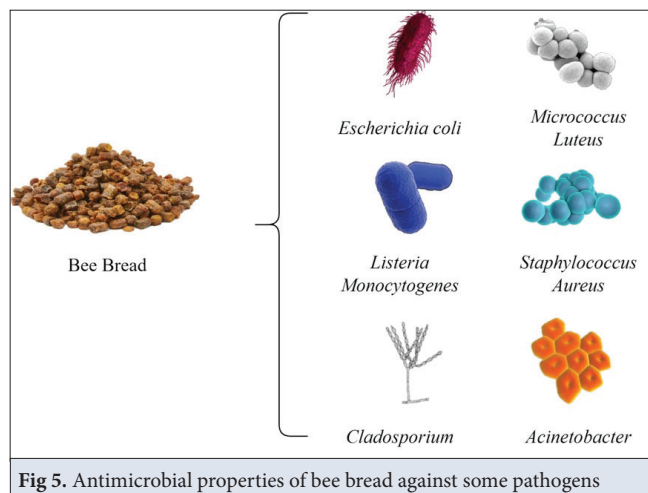 Escherichia coli
Micrococcus
Luteus
Bee Bread
Listeria
Monocytogenes
Staphylococcus
Aureus
Cladosporium
Acinetobacter
Fig 5. Antimicrobial properties of bee bread against some pathogens